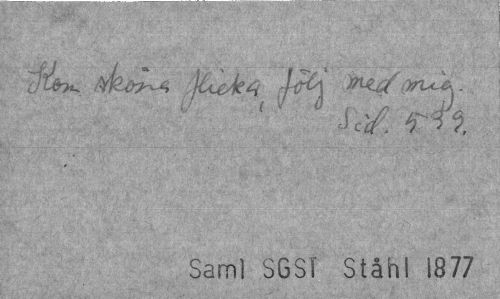 Kom sköna flicka, följ med mig.
Sid. 539.
Saml SGST Ståhl 1877